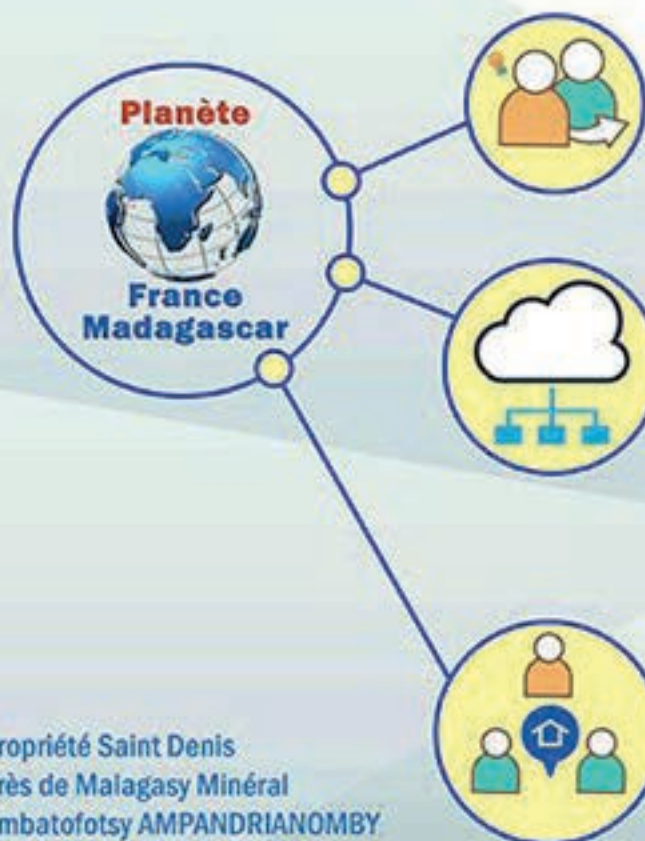 Planète
France
Madagascar
ropriété Saint Denis
rès de Malagasy Minéral
mbatofotsy AMPANDRIANOMBY